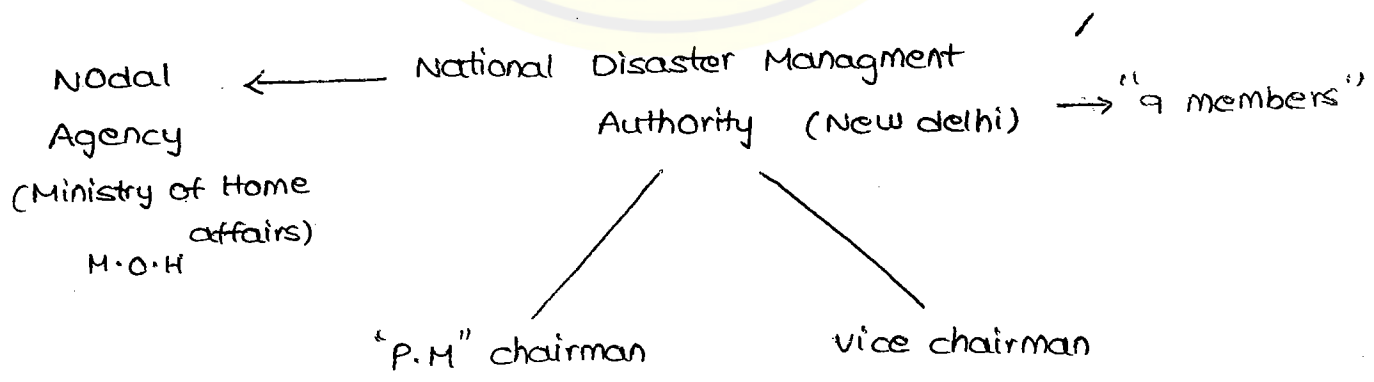 National Disaster Managment
Authority (New delhi)
NOdal
Agency
(Ministry of Home
affairs)
M.O.H
"9 members"
"P.M" chairman
vice chairman